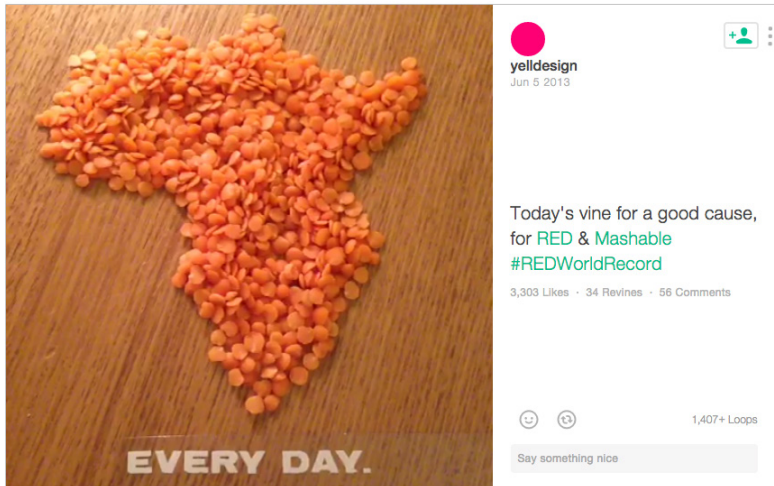 EVERY DAY.
yelldesign
Jun 5 2013
Today's vine for a good cause,
for RED & Mashable
#REDWorldRecord
3,303 Likes · 34 Revines · 56 Comments
1,407+ Loops
Say something nice